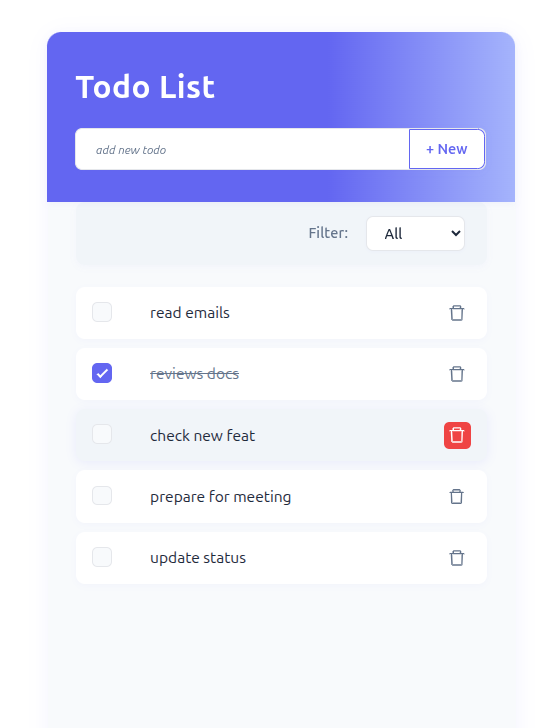 Todo List
add new todo
+ New
Filter:
All
read emails
reviews docs
check new feat
prepare for meeting
update status